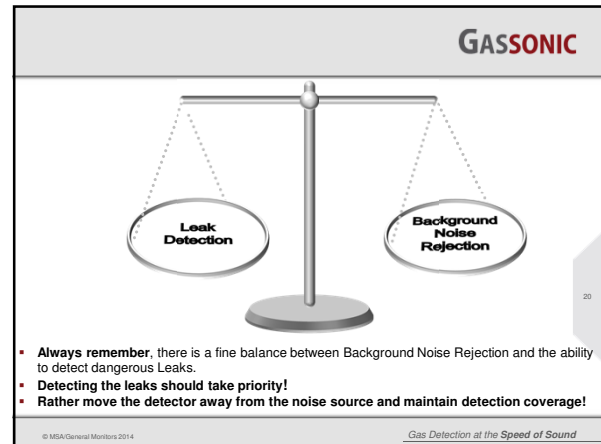 GASSONIC
Leak
Detection
Background
Noise
Rejection
20
▪ Always remember, there is a fine balance between Background Noise Rejection and the ability
to detect dangerous Leaks.
▪ Detecting the leaks should take priority!
▪ Rather move the detector away from the noise source and maintain detection coverage!
© MSA/General Monitors 2014
Gas Detection at the Speed of Sound